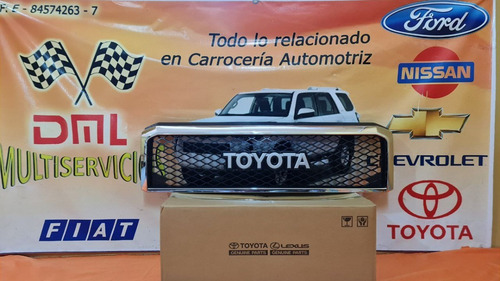 F: E - 84574263 - 7
Todo lo relacionado
en Carrocería Automotriz
Ford
NISSAN
DML
MULTISERVICI
FIAT
TOYOTA
CHEVROLET
TOYOTA
TOYOTA LEXUS
GENUINE PARTS GENUINE PARTS